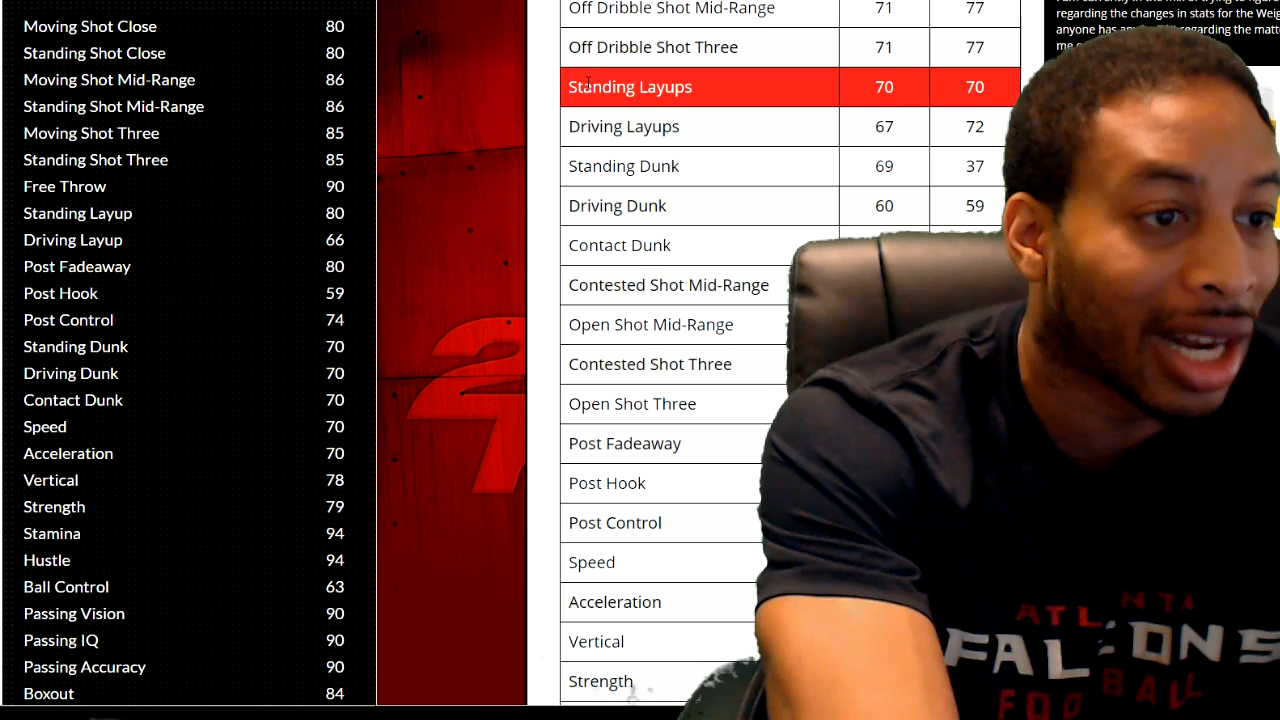 Moving Shot Close 80
Standing Shot Close 80
Moving Shot Mid-Range 86
Standing Shot Mid-Range 86
Moving Shot Three 85
Standing Shot Three 85
Free Throw 90
Standing Layup 80
Driving Layup 66
Post Fadeaway 80
Post Hook 59
Post Control 74
Standing Dunk 70
Driving Dunk 70
Contact Dunk 70
Speed 70
Acceleration 70
Vertical 78
Strength 79
Stamina 94
Hustle 94
Ball Control 63
Passing Vision 90
Passing IQ 90
Passing Accuracy 90
Boxout 84
Off Dribble Shot Mid-Range 71 77
Off Dribble Shot Three 71 77
Standing Layups 70 70
Driving Layups 67 72
Standing Dunk 69 37
Driving Dunk 60 59
Contact Dunk
Contested Shot Mid-Range
Open Shot Mid-Range
Contested Shot Three
Open Shot Three
Post Fadeaway
Post Hook
Post Control
Speed
Acceleration
Vertical
Strength
regarding the changes in stats for the
anyone has regarding the
me
ATLANTA
FALCONS
FOOTBALL